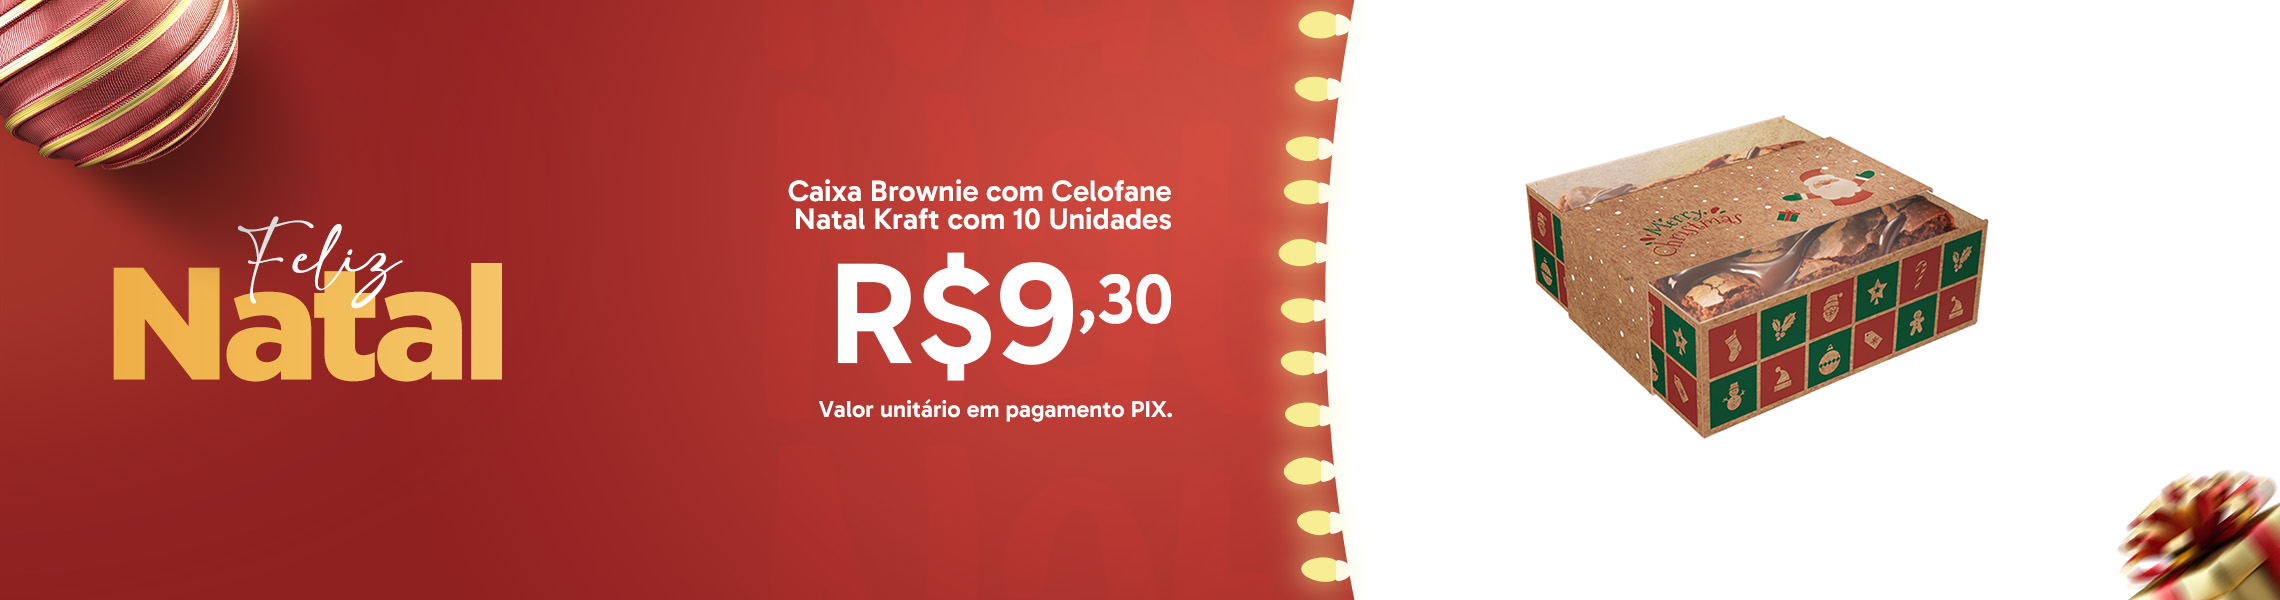 Feliz
Natal
Caixa Brownie com Celofane
Natal Kraft com 10 Unidades
R$9,30
Valor unitário em pagamento PIX.
Merry
Christmas